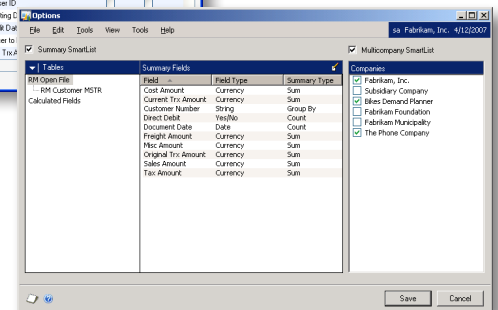 ser ID
Options
File Edit Tools View Tools Help
sa Fabrikam, Inc. 4/12/2007
Summary SmartList
Multicompany SmartList
Tables
Summary Fields
Companies
RM Open File
RM Customer MSTR
Calculated Fields
Field Field Type Summary Type
Cost Amount Currency Sum
Current Trx Amount Currency Sum
Customer Number String Group By
Direct Debit Yes/No Count
Document Date Date Count
Freight Amount Currency Sum
Misc Amount Currency Sum
Original Trx Amount Currency Sum
Sales Amount Currency Sum
Tax Amount Currency Sum
Fabrikam, Inc.
Subsidiary Company
Bikes Demand Planner
Fabrikam Foundation
Fabrikam Municipality
The Phone Company
Save Cancel